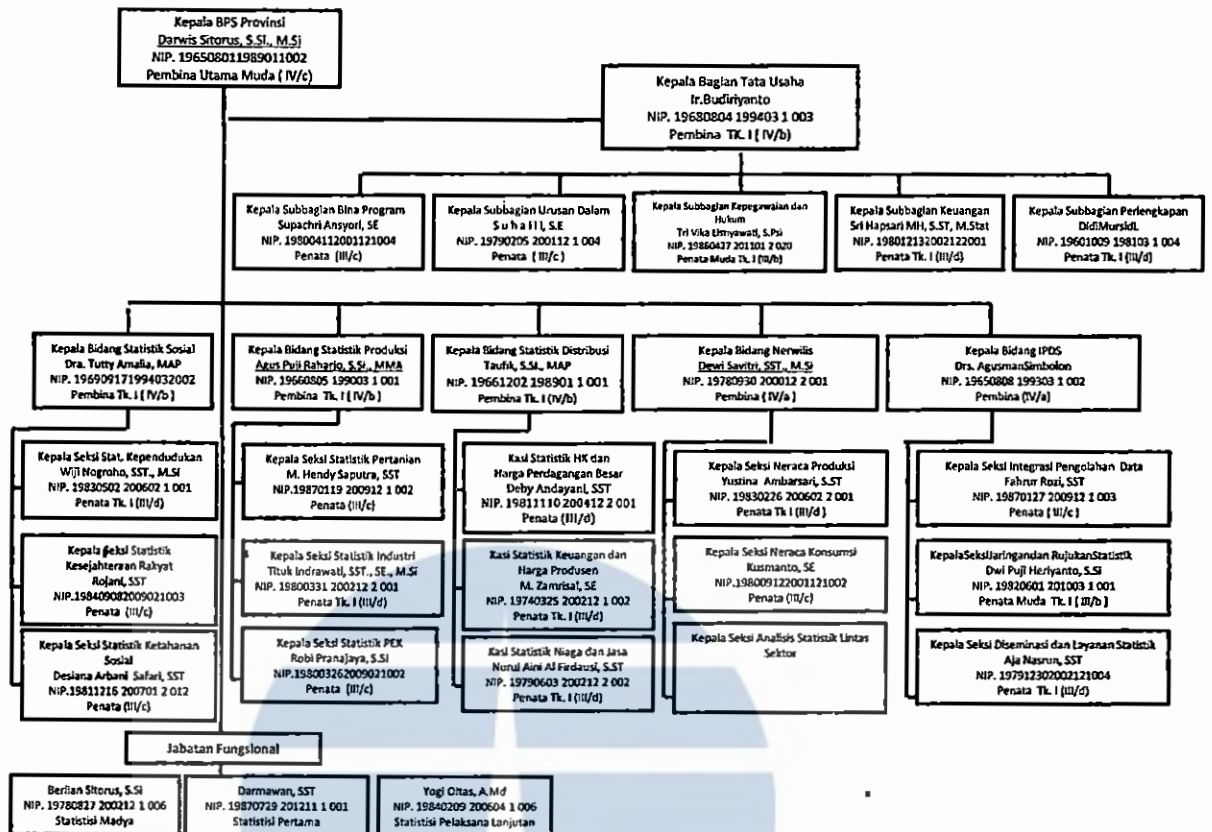 Kepala BPS Provinsi
Darwis Sitorus, S.Si., M.Si
NIP. 196508011989011002
Pembina Utama Muda ( IV/c)
Kepala Bagian Tata Usaha
Ir.Budiriyanto
NIP. 19680804 199403 1 003
Pembina TK. I ( IV/b)
Kepala Subbagian Bina Program
Supachri Ansyori, SE
NIP. 198004112001121004
Penata (III/c)
Kepala Subbagian Urusan Dalam
S u h a i l i, S.E
NIP. 19790205 200112 1 004
Penata ( III/c )
Kepala Subbagian Kepegawaian dan
Hukum
Tri Vika S.Psi
NIP. 19860427 201101 2 020
Penata Muda Tk. I (III/b)
Kepala Subbagian Keuangan
Sri Hapsari MH, S.ST, M.Stat
NIP. 198012132002122001
Penata Tk. I (III/d)
Kepala Subbagian Perlengkapan
DidiMursidi.
NIP. 19601009 198103 1 004
Penata Tk. I (III/d)
Kepala Bidang Statistik Sosial
Dra. Tutty Amalia, MAP
NIP. 196909171994032002
Pembina Tk. I ( IV/b )
Kepala Bidang Statistik Produksi
Agus Puji Raharjo, S.Si., MMA
NIP. 19660805 199003 1 001
Pembina Tk. I ( IV/b )
Kepala Bidang Statistik Distribusi
Taufik, S.Si., MAP
NIP. 19661202 198901 1 001
Pembina Tk. I (IV/b)
Kepala Bidang Nerwilis
Dewi Savitri, SST., M.Si
NIP. 19780930 200012 2 001
Pembina ( IV/a )
Kepala Bidang IPDS
Drs. AgusmanSimbolon
NIP. 19650808 199303 1 002
Pembina (IV/a)
Kepala Seksi Stat. Kependudukan
Wiji Nogroho, SST., M.Si
NIP. 19830502 200602 1 001
Penata Tk. I (III/d)
Kepala Seksi Statistik Pertanian
M. Hendy Saputra, SST
NIP.19870119 200912 1 002
Penata (III/c)
Kasi Statistik HK dan
Harga Perdagangan Besar
Deby Andayani, SST
NIP. 19811110 200412 2 001
Penata (III/d)
Kepala Seksi Neraca Produksi
Yustina Ambarsari, S.ST
NIP. 19830226 200602 2 001
Penata Tk I (III/d )
Kepala Seksi Integrasi Pengolahan Data
Fahrur Rozi, SST
NIP. 19870127 200912 1 003
Penata ( III/c )
Kepala Seksi Statistik
Kesejahteraan Rakyat
Rojani, SST
NIP.198409082009021003
Penata (III/c)
Kepala Seksi Statistik Industri
Tituk Indrawati, SST., SE., M.Si
NIP. 19800331 200212 2 001
Penata Tk. I (III/d)
Kasi Statistik Keuangan dan
Harga Produsen
M. Zamrisaf, SE
NIP. 19740325 200212 1 002
Penata Tk. I (III/d)
Kepala Seksi Neraca Konsumsi
Kusmanto, SE
NIP.198009122001121002
Penata (III/c)
KepalaSeksiJaringandan RujukanStatistik
Dwi Puji Heriyanto, S.Si
NIP. 19820601 201003 1 001
Penata Muda Tk. I ( III/b )
Kepala Seksi Statistik Ketahanan
Sosial
Desiana Arbani Safari, SST
NIP.19811216 200701 2 012
Penata (III/c)
Kepala Seksi Statistik PEK
Robi Pranajaya, S.Si
NIP.198003262009021002
Penata (III/c)
Kasi Statistik Niaga dan Jasa
Nurul Aini Al Firdausi, S.ST
NIP. 19790603 200212 2 002
Penata Tk. I (III/d)
Kepala Seksi Analisis Statistik Lintas
Sektor
Kepala Seksi Diseminasi dan Layanan Statistik
Aja Nasrun, SST
NIP. 197912302002121004
Penata Tk. I (III/d)
Jabatan Fungsional
Berlian Sitorus, S.Si
NIP. 19780827 200212 1 006
Statistisi Madya
Darmawan, SST
NIP. 19870729 201211 1 001
Statistisi Pertama
Yogi Oltas, A.Md
NIP. 19840209 200604 1 006
Statistisi Pelaksana Lanjutan